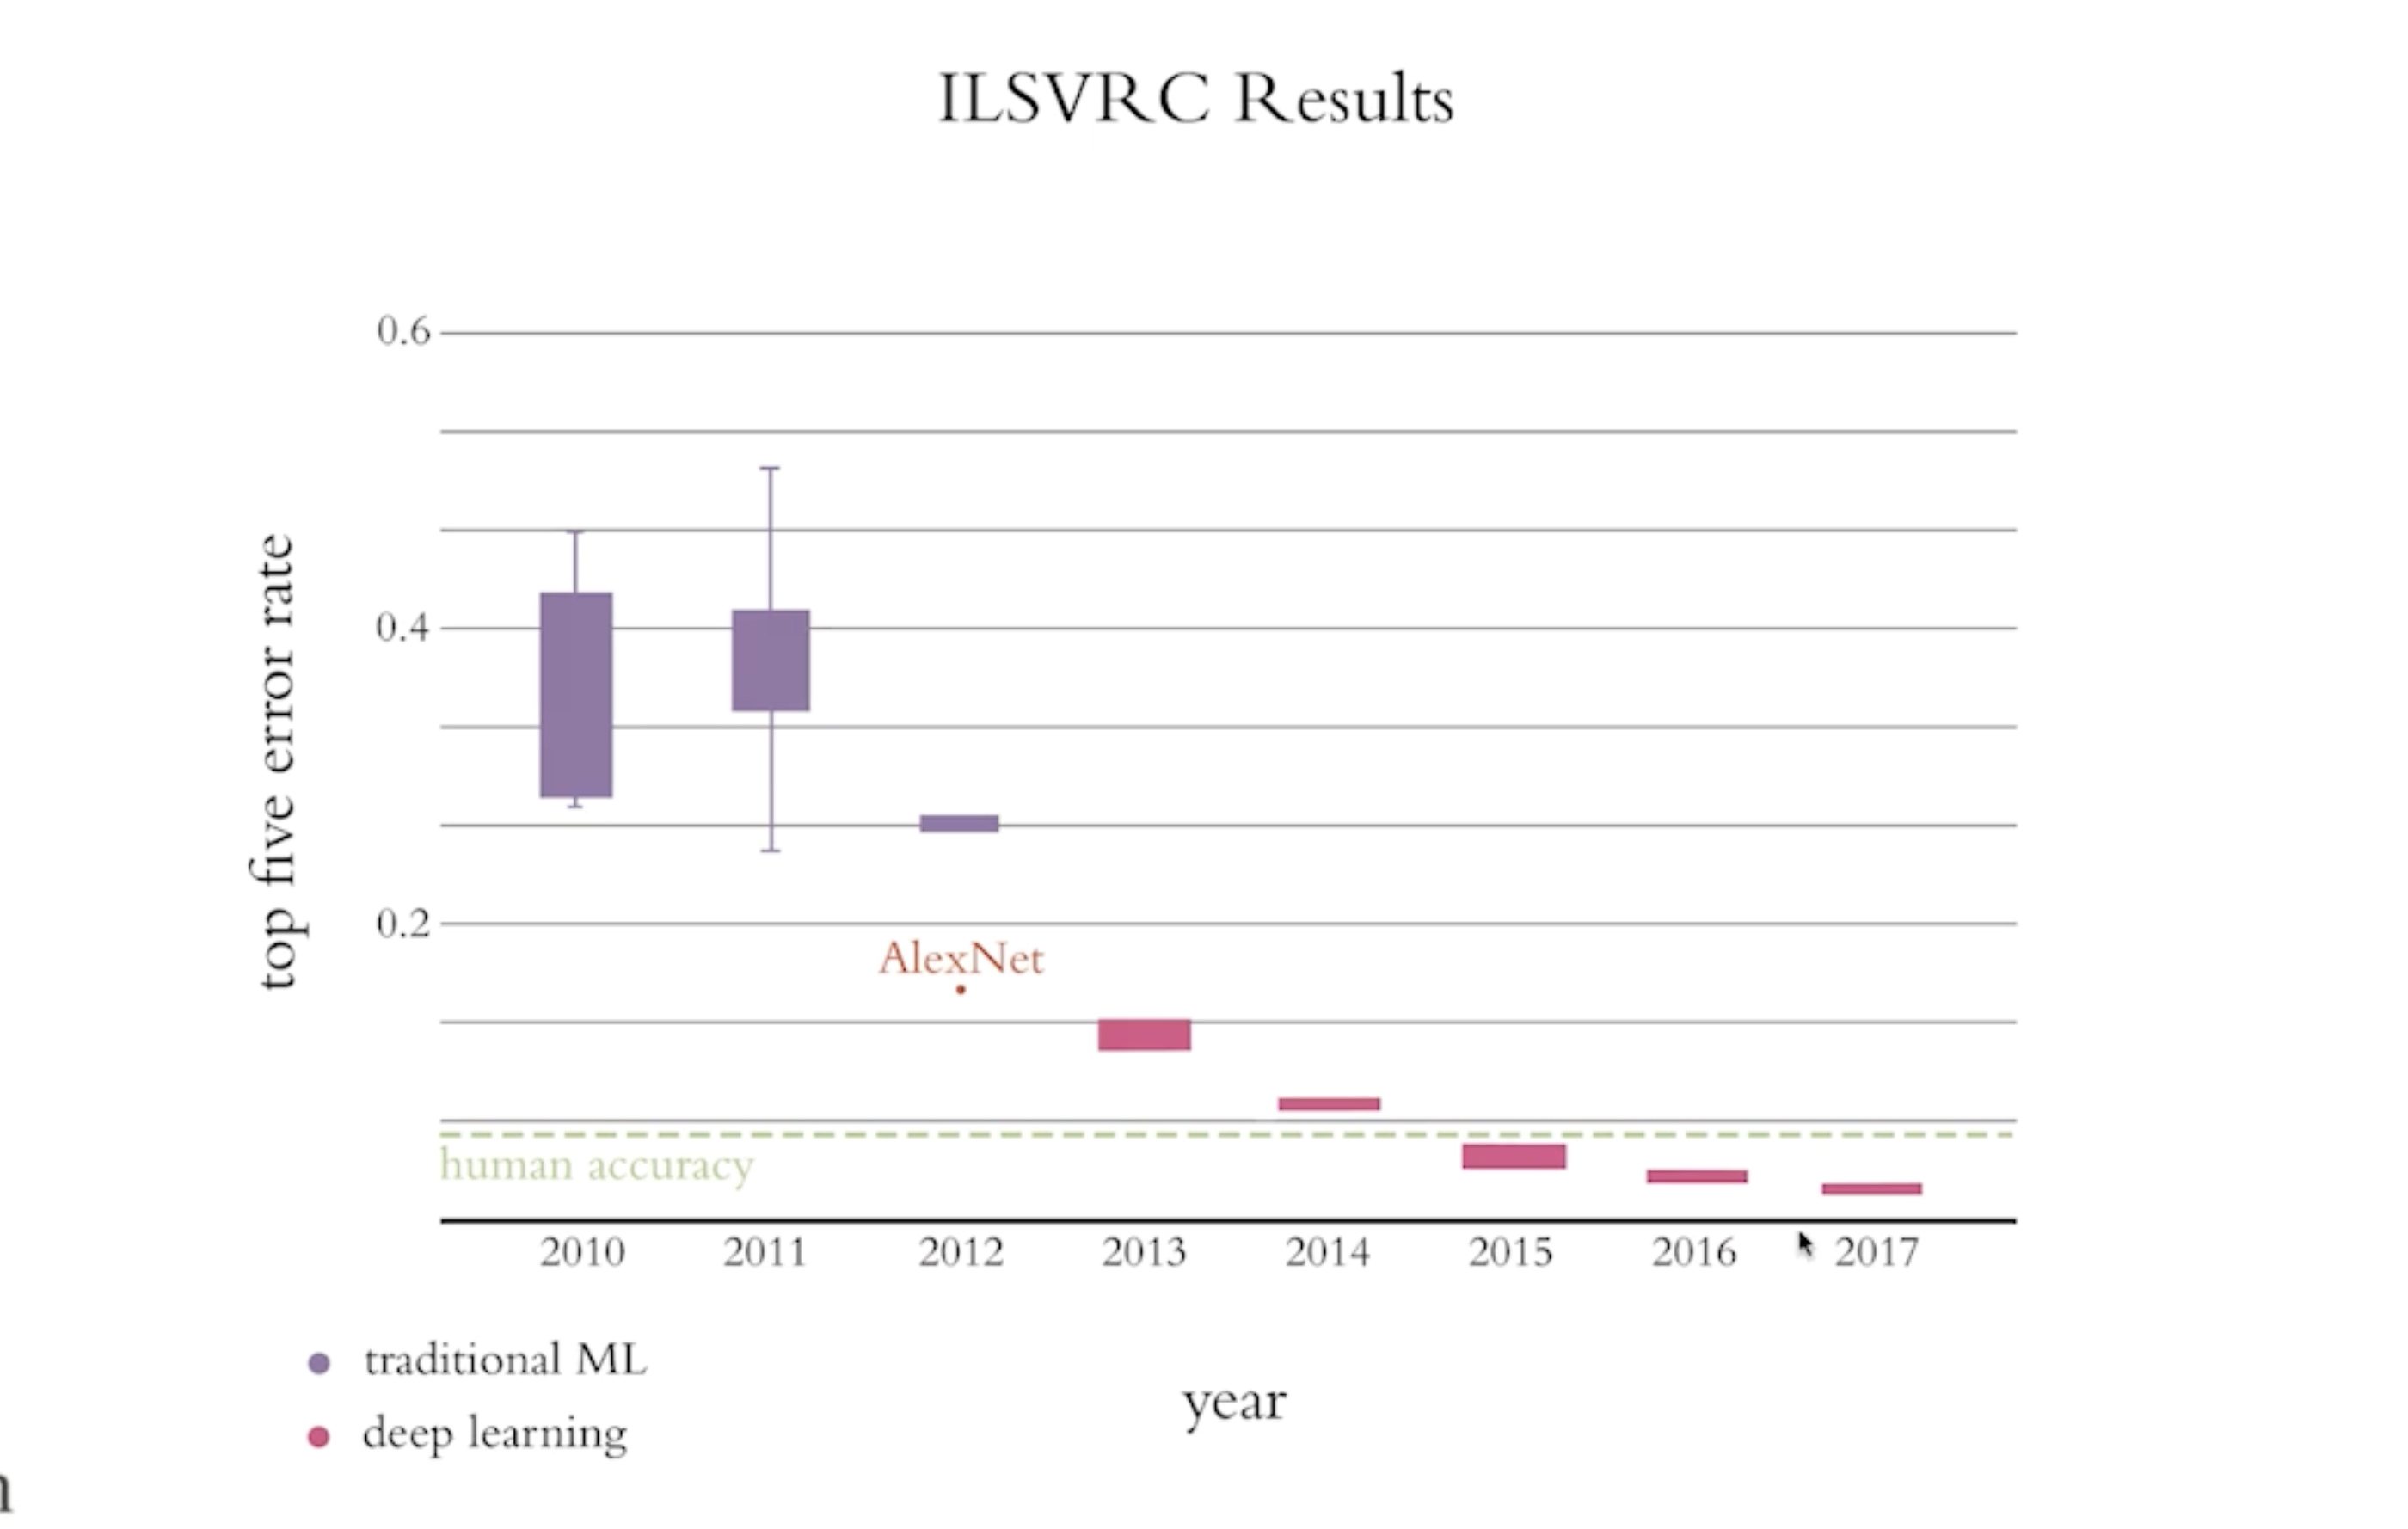 ILSVRC Results
0.6
0.4
0.2
top five error rate
AlexNet
human accuracy
2010 2011 2012 2013 2014 2015 2016 2017
traditional ML
deep learning
year